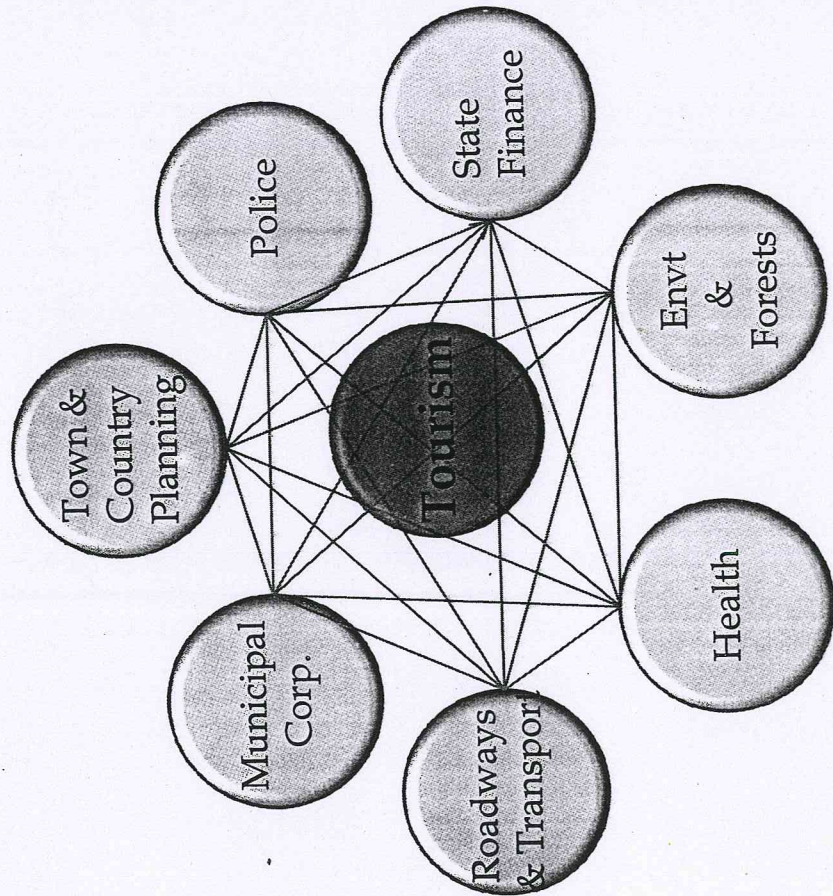 Town &
Country
Planning
Municipal
Corp.
Police
Tourism
Roadways
& Transport
State
Finance
Health
Envt
&
Forests